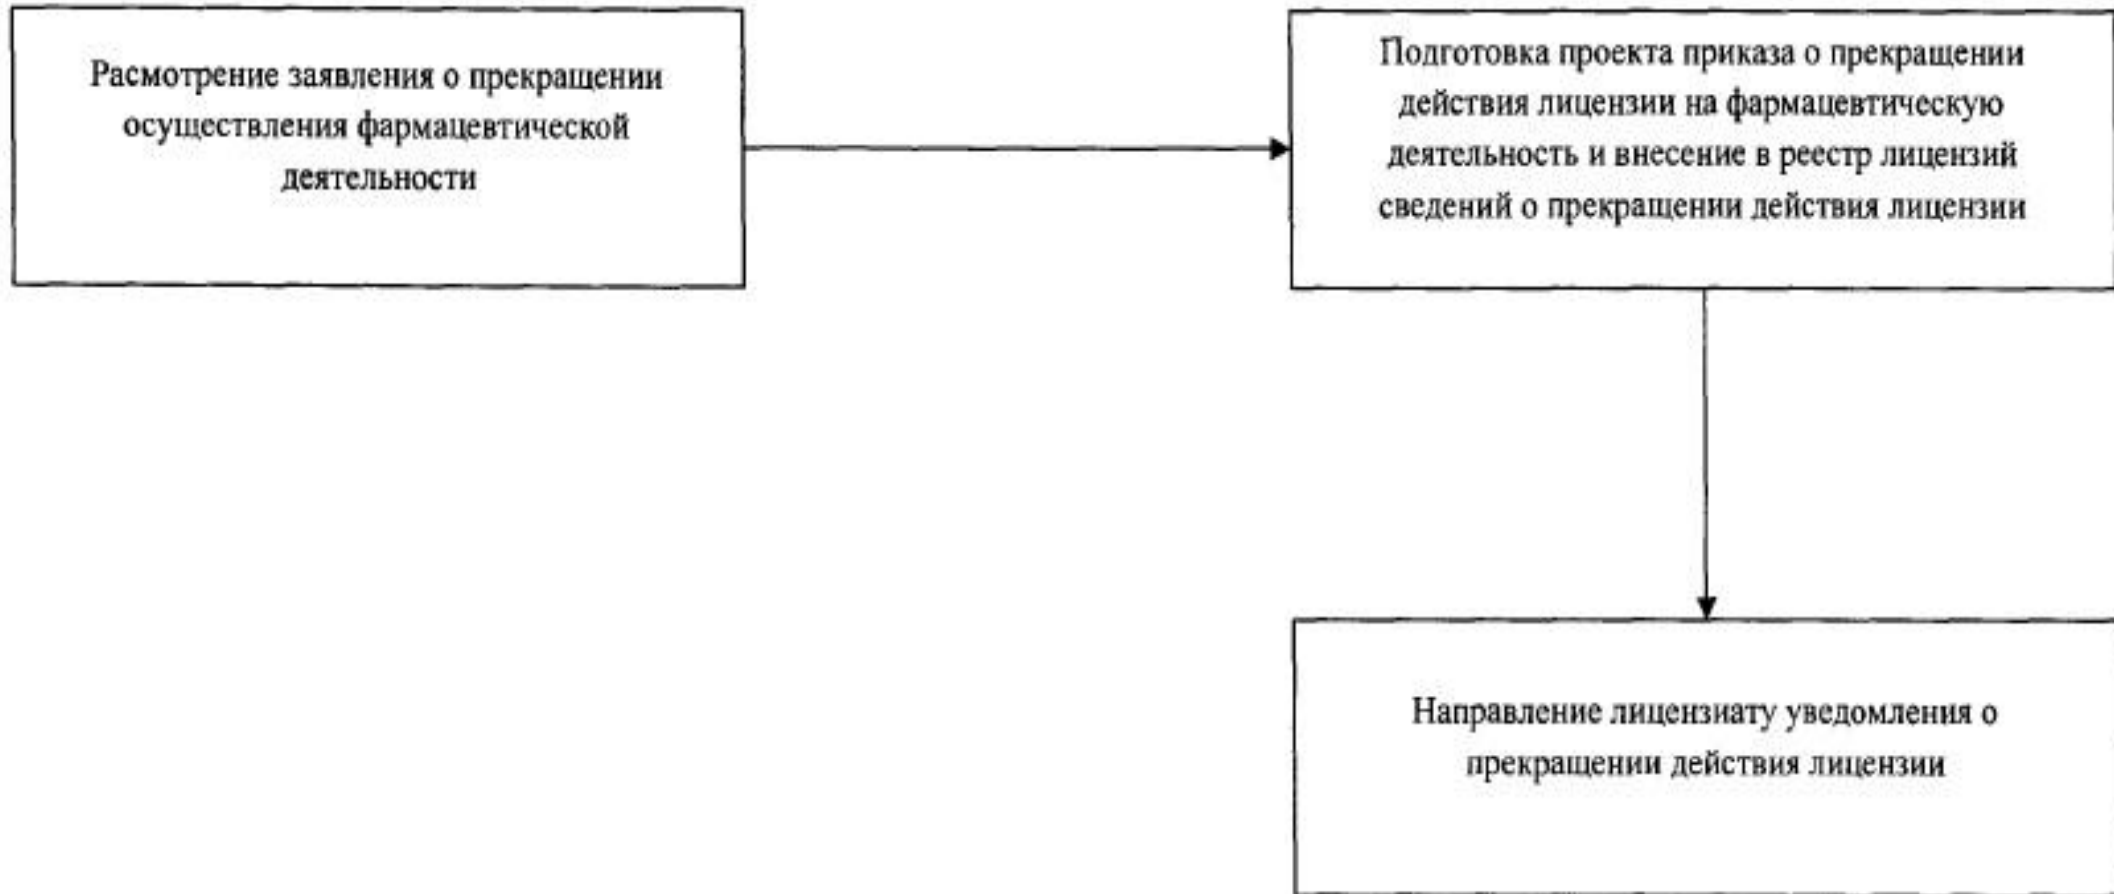 Расмотрение заявления о прекращении
осуществления фармацевтической
деятельности
Подготовка проекта приказа о прекращении
действия лицензии на фармацевтическую
деятельность и внесение в реестр лицензий
сведений о прекращении действия лицензии
Направление лицензиату уведомления о
прекращении действия лицензии